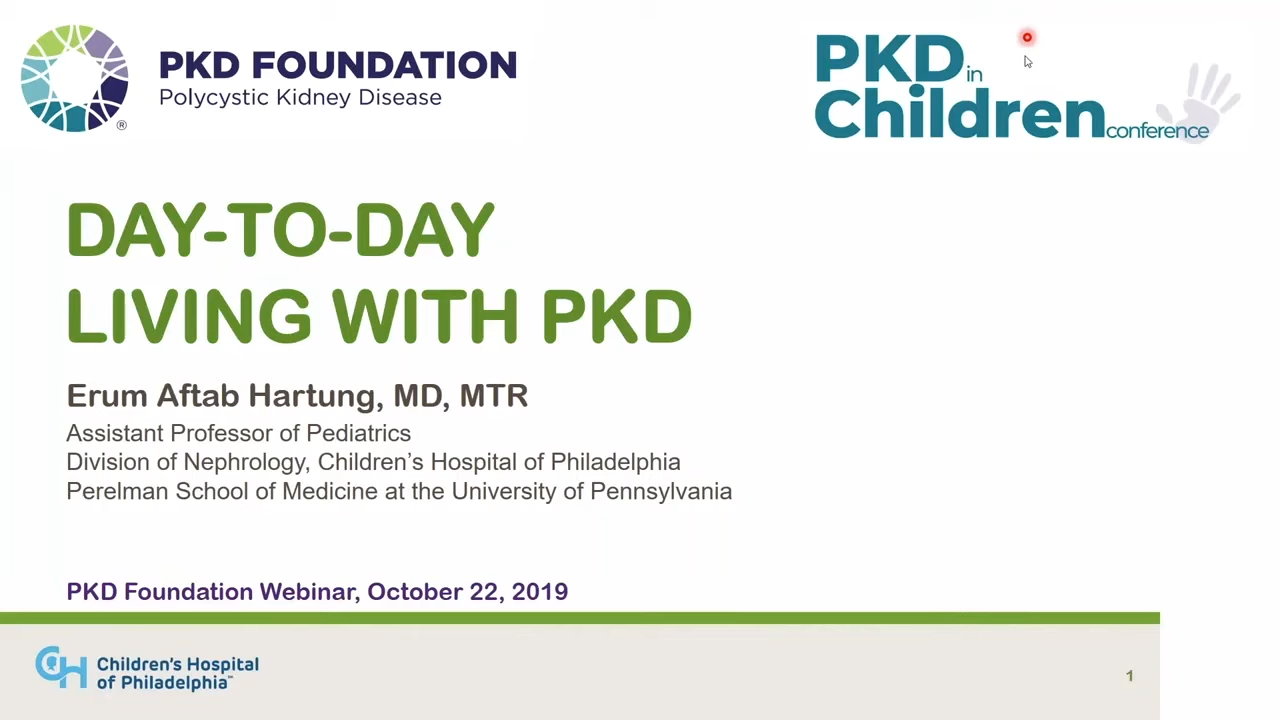 PKD FOUNDATION
Polycystic Kidney Disease
®
PKD in
Children conference
DAY-TO-DAY
LIVING WITH PKD
Erum Aftab Hartung, MD, MTR
Assistant Professor of Pediatrics
Division of Nephrology, Children's Hospital of Philadelphia
Perelman School of Medicine at the University of Pennsylvania
PKD Foundation Webinar, October 22, 2019
CH Children's Hospital
of Philadelphia℠
1